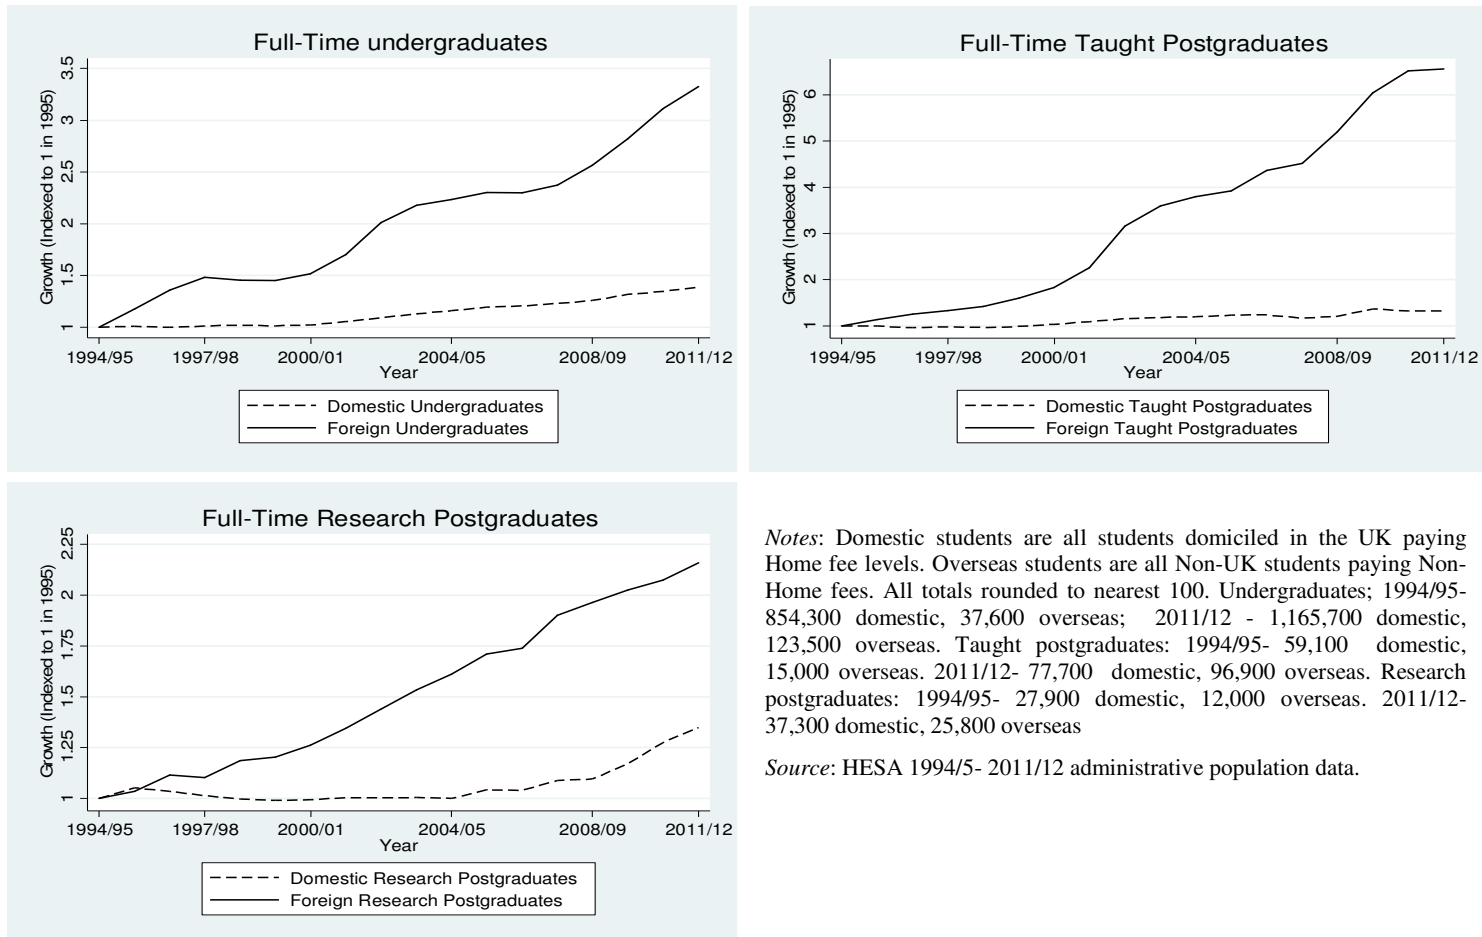 Full-Time undergraduates
Growth (Indexed to 1 in 1995)
3.5
3
2.5
2
1.5
1
1994/95 1997/98 2000/01 2004/05 2008/09 2011/12
Year
Domestic Undergraduates
Foreign Undergraduates
Full-Time Taught Postgraduates
Growth (Indexed to 1 in 1995)
6
5
4
3
2
1
1994/95 1997/98 2000/01 2004/05 2008/09 2011/12
Year
Domestic Taught Postgraduates
Foreign Taught Postgraduates
Full-Time Research Postgraduates
Growth (Indexed to 1 in 1995)
2.25
2
1.75
1.5
1.25
1
1994/95 1997/98 2000/01 2004/05 2008/09 2011/12
Year
Domestic Research Postgraduates
Foreign Research Postgraduates
Notes: Domestic students are all students domiciled in the UK paying
Home fee levels. Overseas students are all Non-UK students paying Non-
Home fees. All totals rounded to nearest 100. Undergraduates; 1994/95-
854,300 domestic, 37,600 overseas; 2011/12 - 1,165,700 domestic,
123,500 overseas. Taught postgraduates: 1994/95- 59,100 domestic,
15,000 overseas. 2011/12- 77,700 domestic, 96,900 overseas. Research
postgraduates: 1994/95- 27,900 domestic, 12,000 overseas. 2011/12-
37,300 domestic, 25,800 overseas
Source: HESA 1994/5- 2011/12 administrative population data.